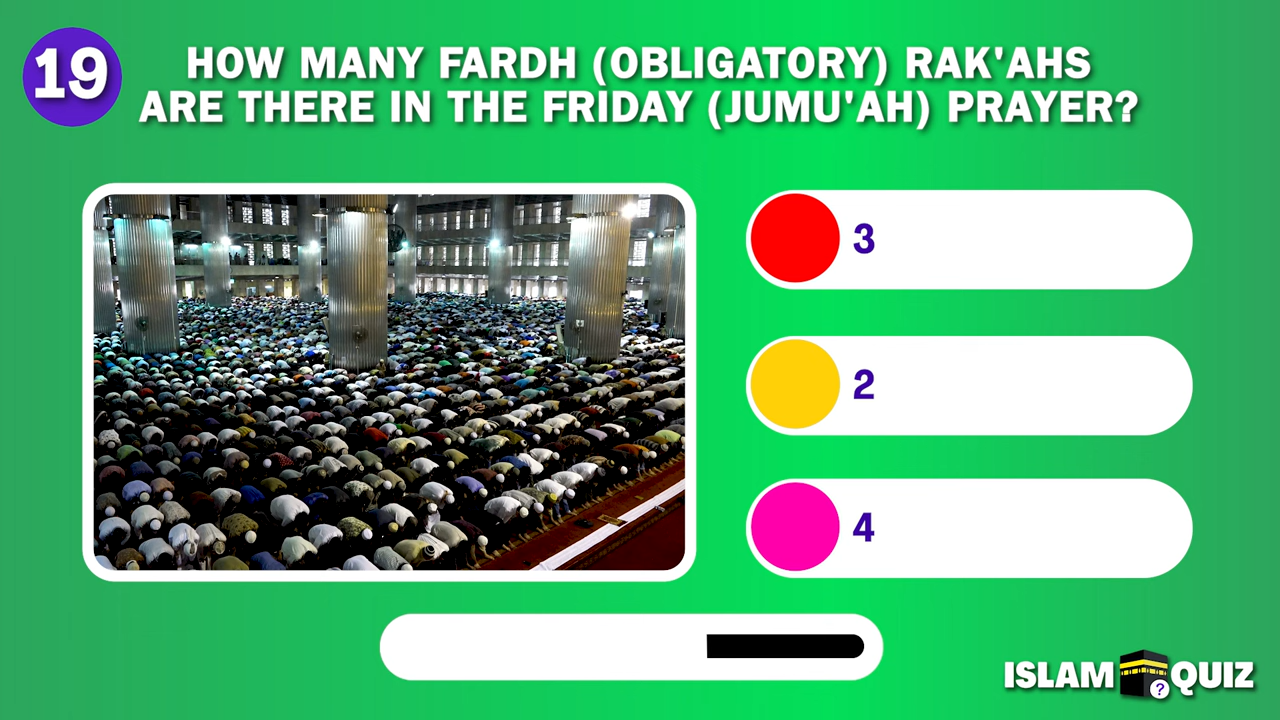 19
HOW MANY FARDH (OBLIGATORY) RAK'AHS
ARE THERE IN THE FRIDAY (JUMU'AH) PRAYER?
3
2
4
ISLAM QUIZ
?